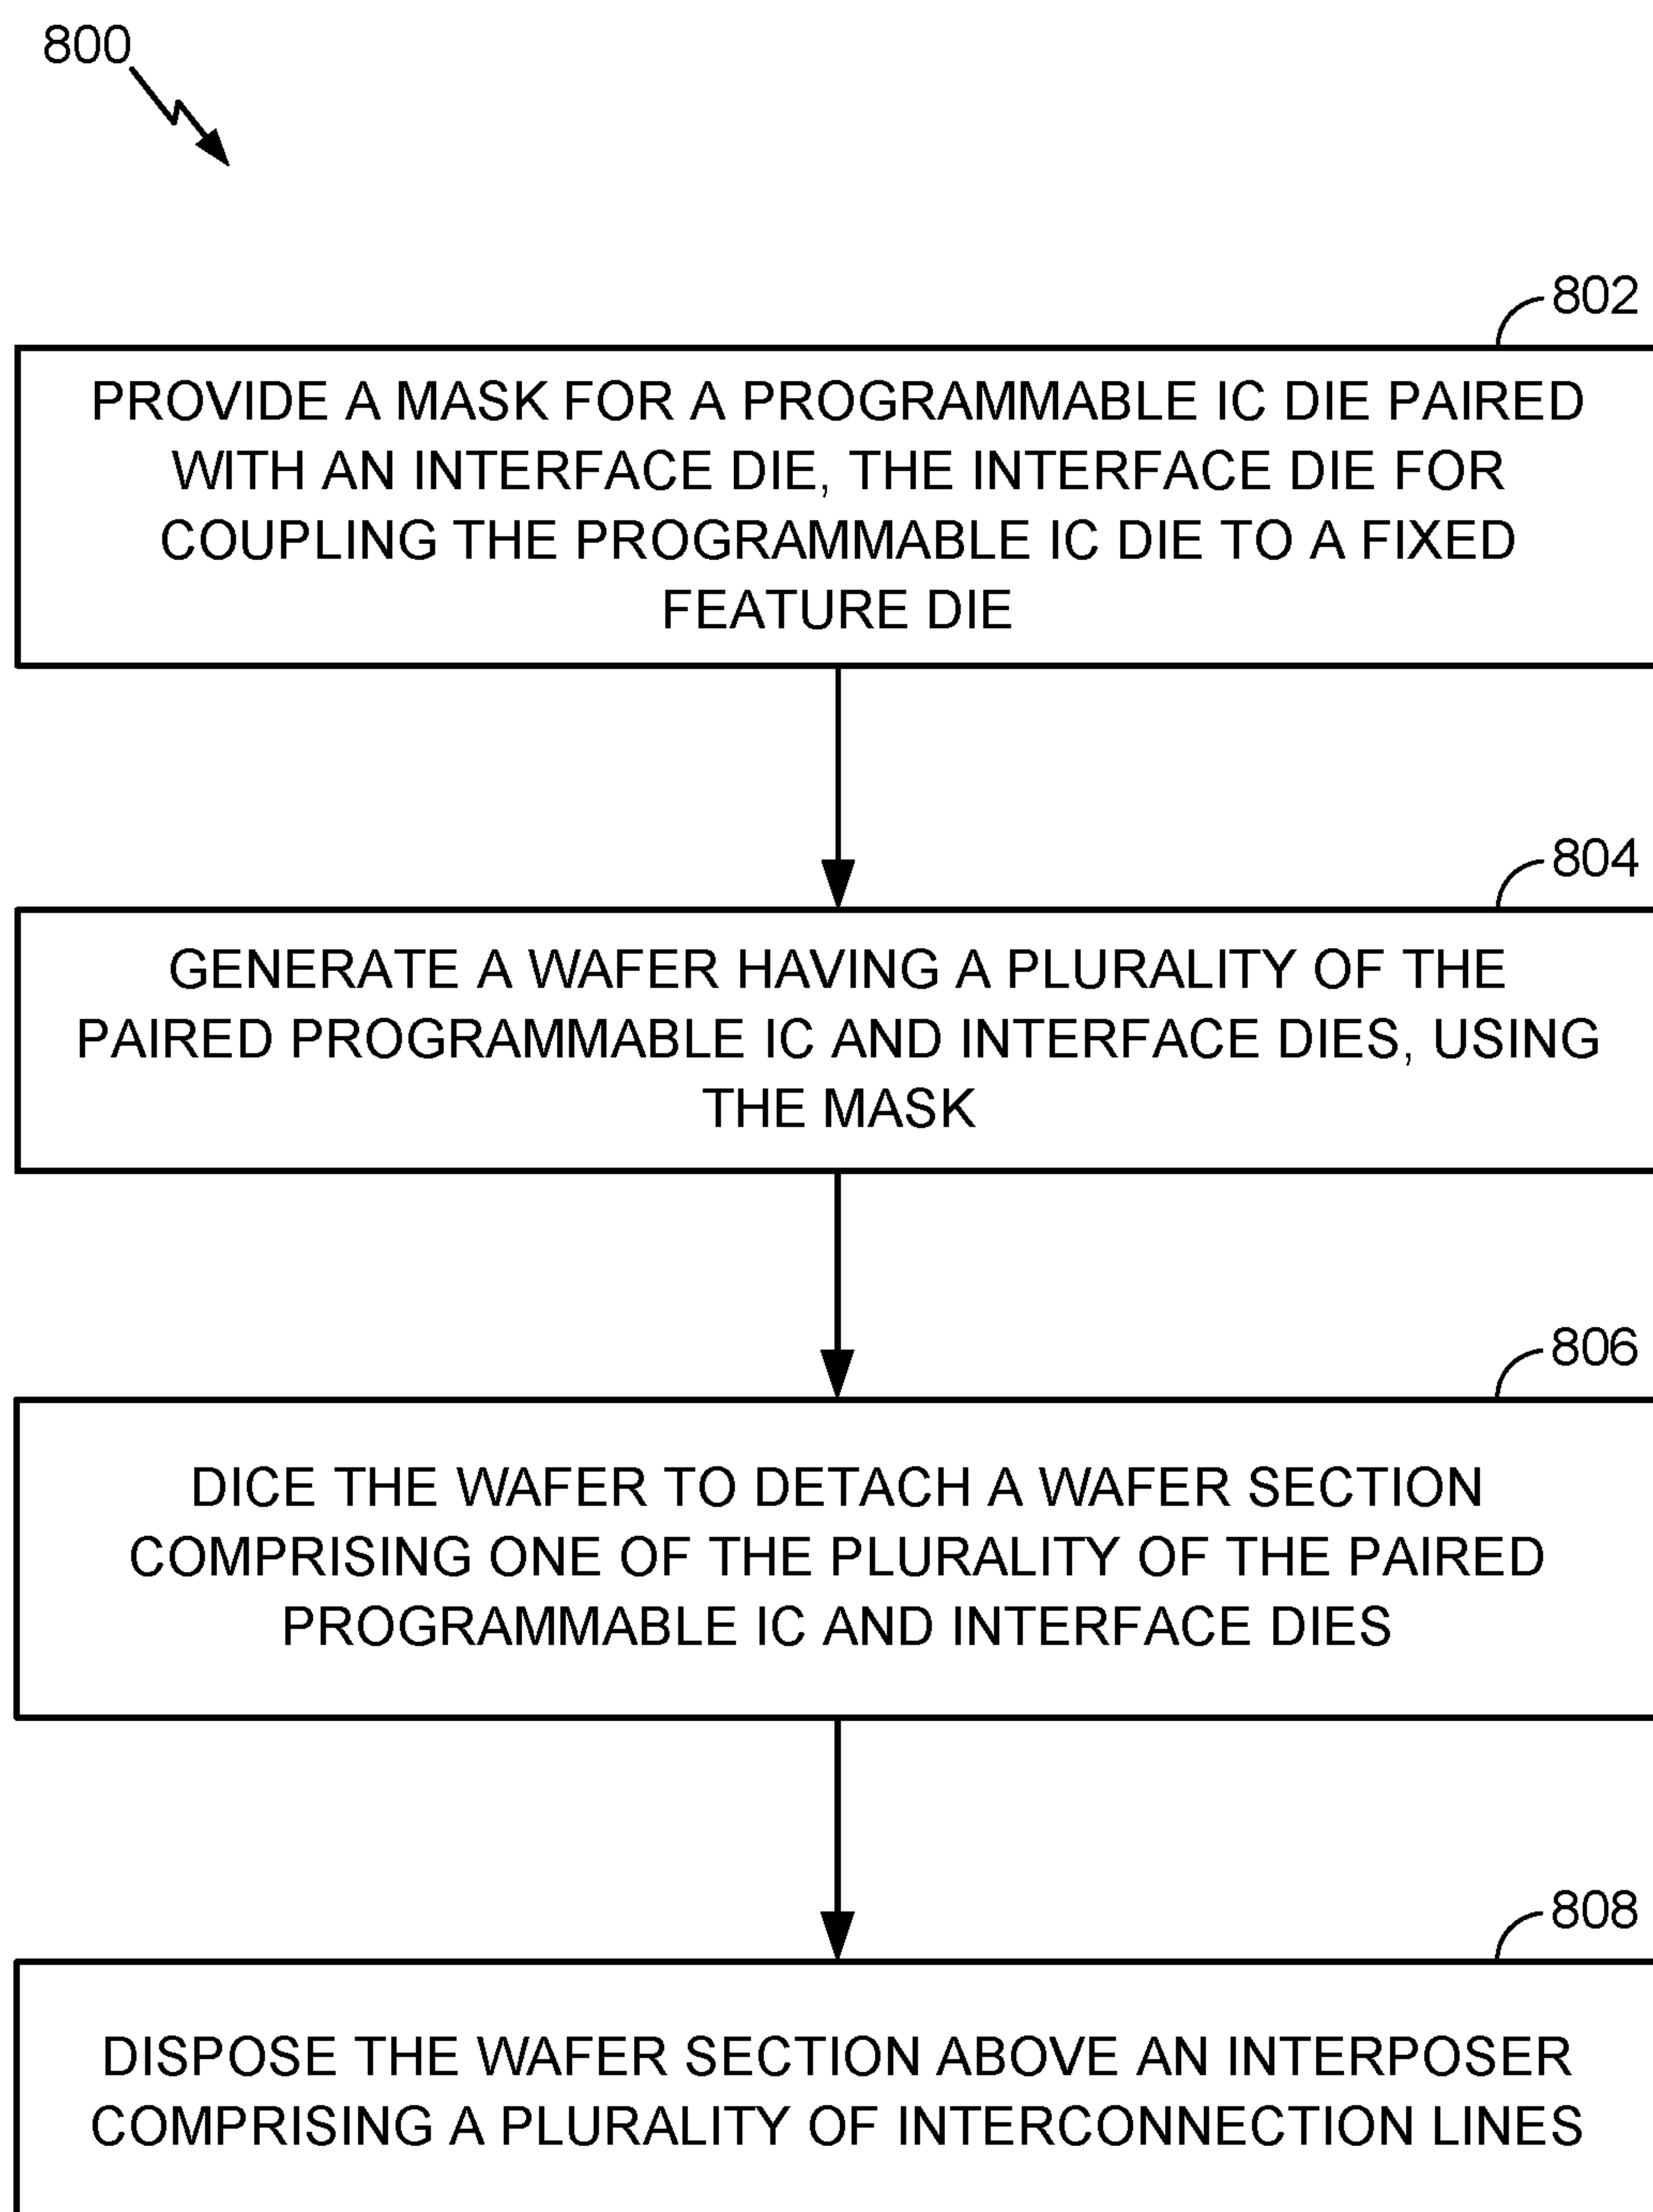 800
802
PROVIDE A MASK FOR A PROGRAMMABLE IC DIE PAIRED
WITH AN INTERFACE DIE, THE INTERFACE DIE FOR
COUPLING THE PROGRAMMABLE IC DIE TO A FIXED
FEATURE DIE
804
GENERATE A WAFER HAVING A PLURALITY OF THE
PAIRED PROGRAMMABLE IC AND INTERFACE DIES, USING
THE MASK
806
DICE THE WAFER TO DETACH A WAFER SECTION
COMPRISING ONE OF THE PLURALITY OF THE PAIRED
PROGRAMMABLE IC AND INTERFACE DIES
808
DISPOSE THE WAFER SECTION ABOVE AN INTERPOSER
COMPRISING A PLURALITY OF INTERCONNECTION LINES